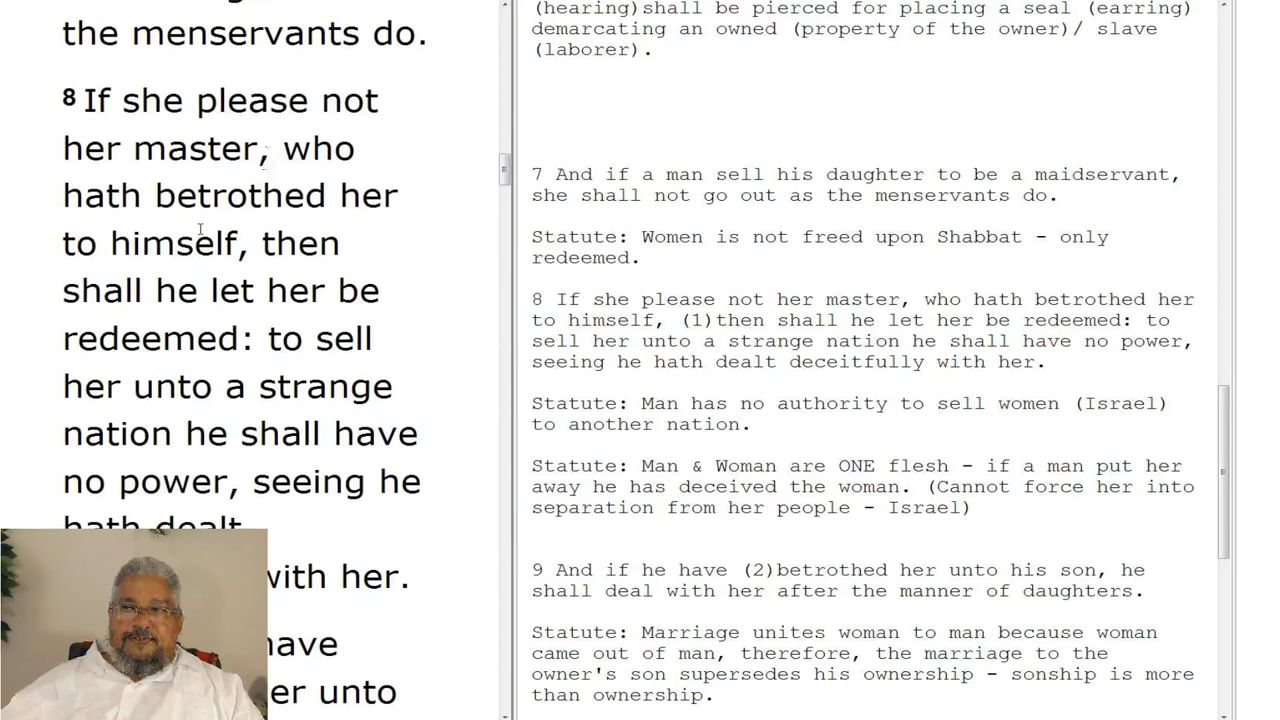 the menservants do.
8 If she please not
her master, who
hath betrothed her
to himself, then
shall he let her be
redeemed: to sell
her unto a strange
nation he shall have
no power, seeing he
hath dealt
with her.
have
er unto
(hearing)shall be pierced for placing a seal (earring)
demarcating an owned (property of the owner)/ slave
(laborer).
7 And if a man sell his daughter to be a maidservant,
she shall not go out as the menservants do.
Statute: Women is not freed upon Shabbat - only
redeemed.
8 If she please not her master, who hath betrothed her
to himself, (1)then shall he let her be redeemed: to
sell her unto a strange nation he shall have no power,
seeing he hath dealt deceitfully with her.
Statute: Man has no authority to sell women (Israel)
to another nation.
Statute: Man & Woman are ONE flesh - if a man put her
away he has deceived the woman. (Cannot force her into
separation from her people - Israel)
9 And if he have (2)betrothed her unto his son, he
shall deal with her after the manner of daughters.
Statute: Marriage unites woman to man because woman
came out of man, therefore, the marriage to the
owner's son supersedes his ownership - sonship is more
than ownership.